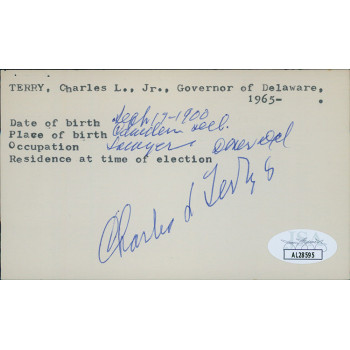 TERRY, Charles L., Jr., Governor of Delaware,
1965-
Date of birth Sept 17-1900
Place of birth Camden Del.
Occupation Lawyer
Residence at time of election Dover Del
Charles L Terry Jr
JSA
AL28595